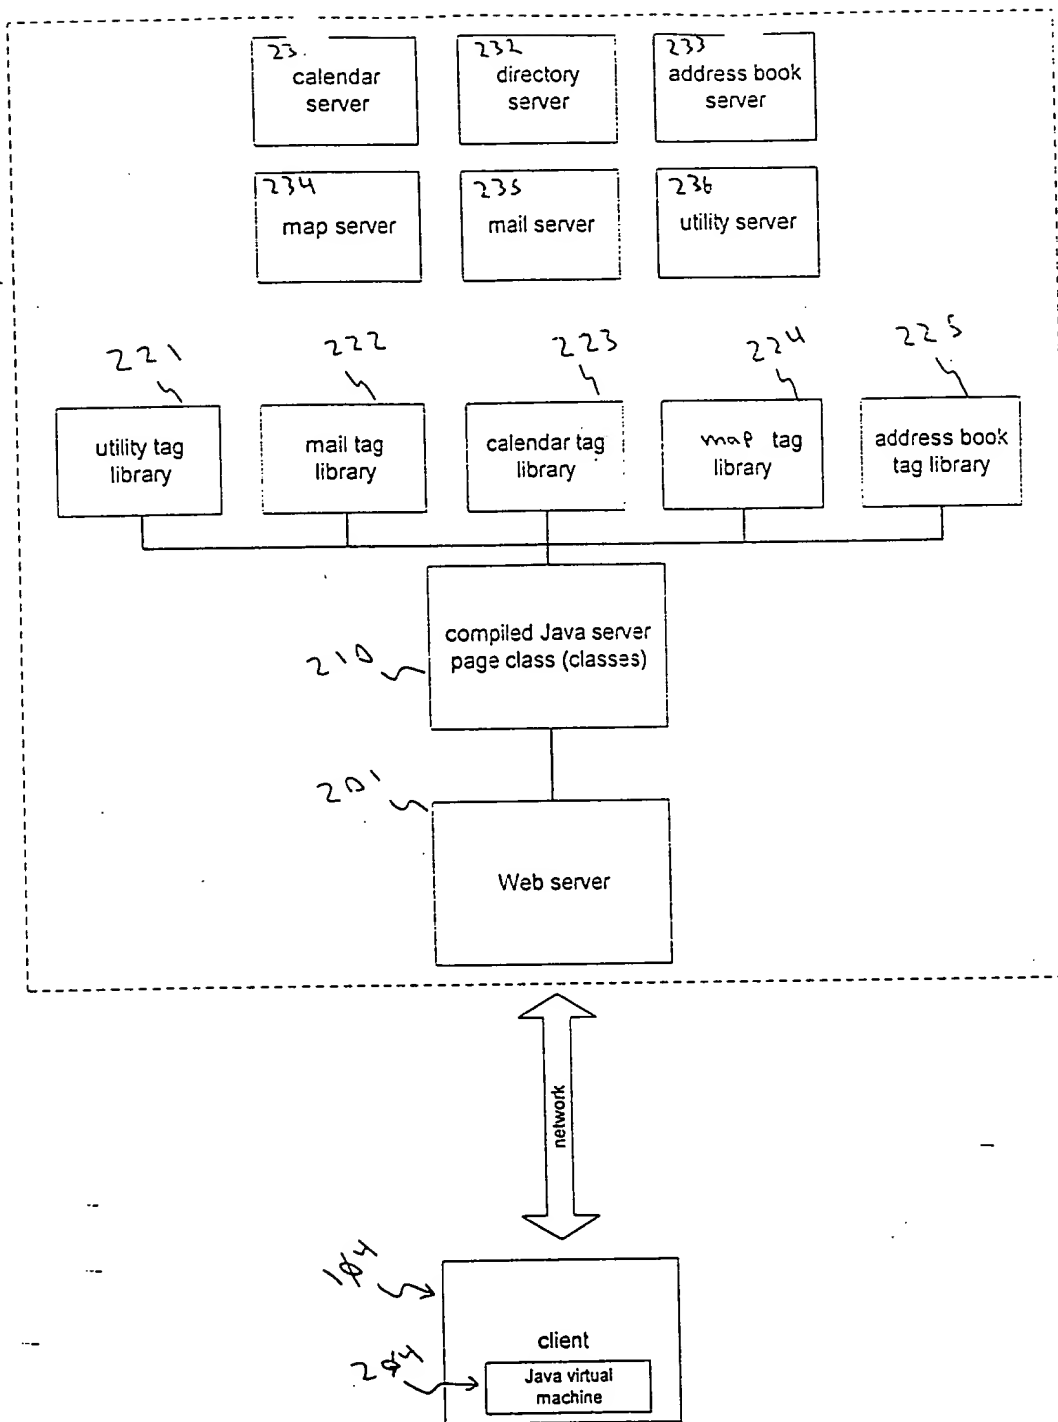 23.
calendar
server
232
directory
server
233
address book
server
234
map server
235
mail server
236
utility server
221
222
223
224
225
utility tag
library
mail tag
library
calendar tag
library
map tag
library
address book
tag library
210
compiled Java server
page class (classes)
201
Web server
network
104
client
204
Java virtual
machine